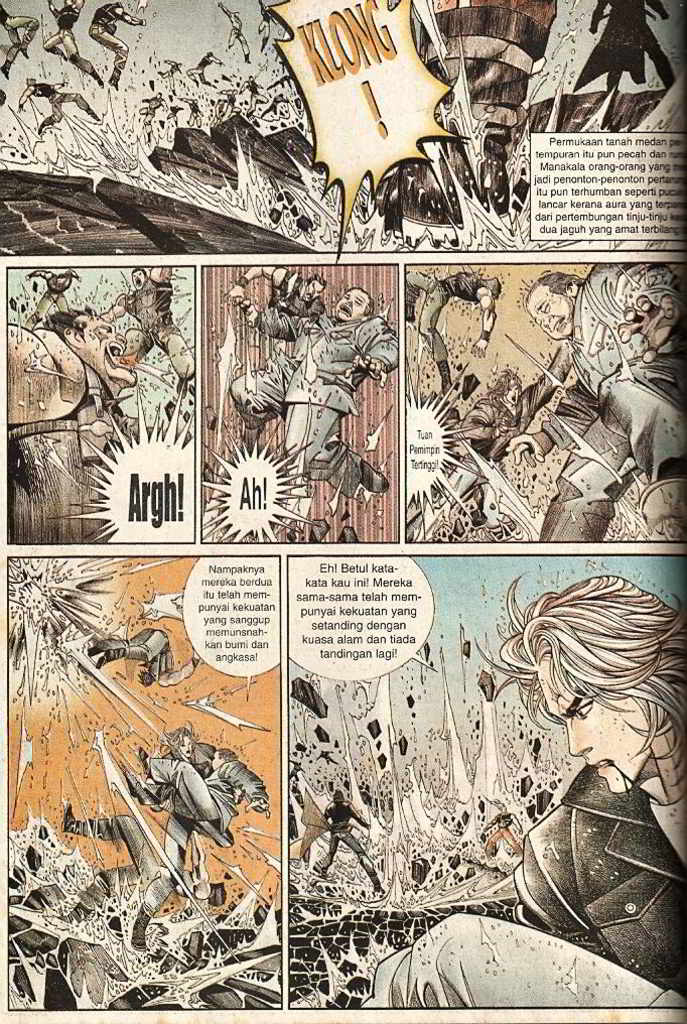 KLONG
!
Permukaan tanah medan per-
tempuran itu pun pecah dan
Manakala orang-orang yang
jadi penonton-penonton
itu pun terhumban seperti
lancar kerana aura yang
dari pertembungan tinju-tinju
dua jaguh yang amat terbilang
Argh!
Ah!
Tuan
Pemimpin
Tertinggi!
Nampaknya
mereka berdua
itu telah mem-
punyai kekuatan
yang sanggup
memunsnah-
kan bumi dan
angkasa!
Eh! Betul kata-
kata kau ini! Mereka
sama-sama telah mem-
punyai kekuatan yang
setanding dengan
kuasa alam dan tiada
tandingan lagi!